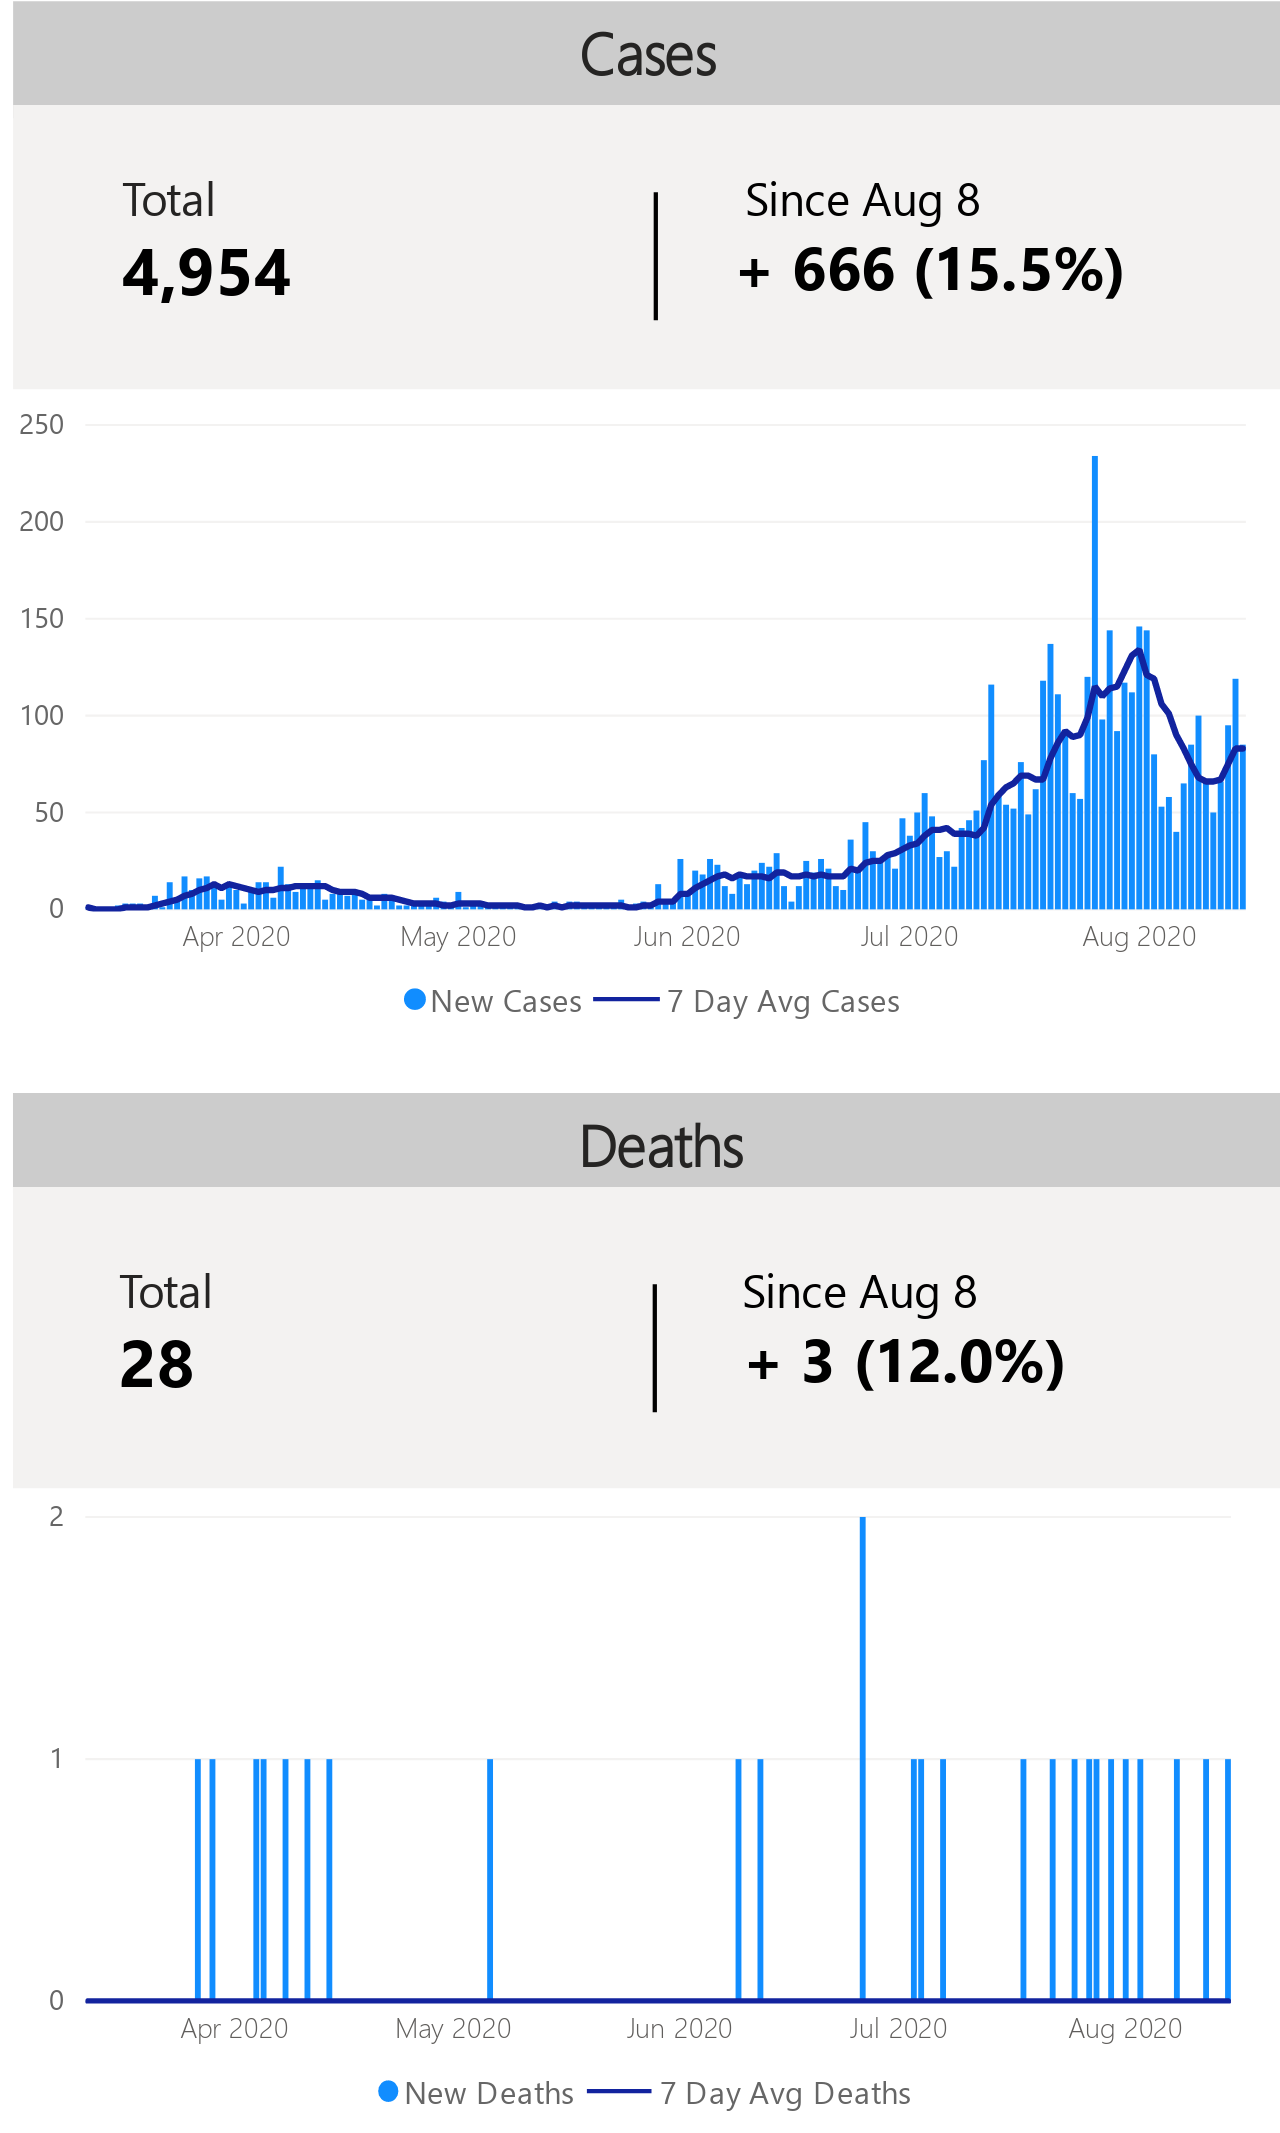 Cases
Total
Since Aug 8
4,954
+ 666 (15.5%)
250
200
150
100
50
0
Apr 2020
May 2020
Jun 2020
Jul 2020
Aug 2020
New Cases
7 Day Avg Cases
Deaths
Total
Since Aug 8
28
+ 3 (12.0%)
2
1
0
Apr 2020
May 2020
Jun 2020
Jul 2020
Aug 2020
New Deaths
7 Day Avg Deaths